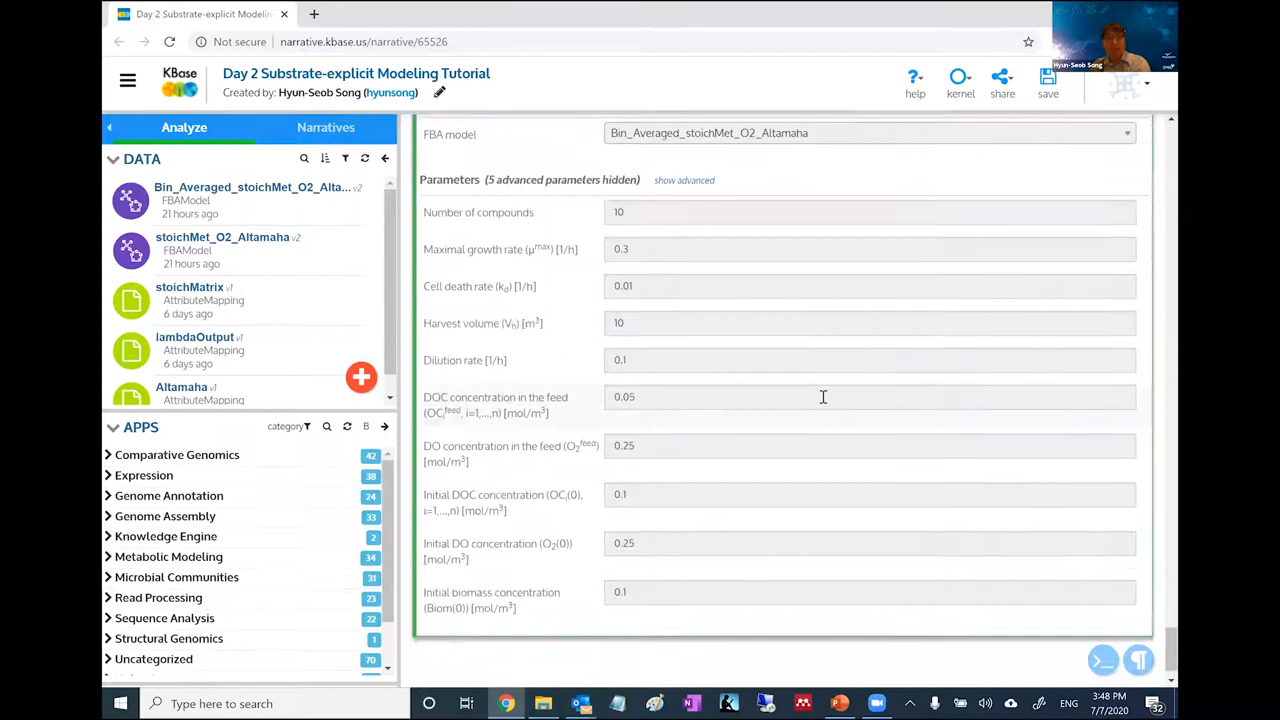 Day 2 Substrate-explicit Modelin
Not secure
narrative.kbase.us/narrative/65526
Hyun-Seob Song
KBase
Day 2 Substrate-explicit Modeling Tutorial
Created by: Hyun-Seob Song (hyunsong)
help
kernel
share
save
Analyze
Narratives
DATA
Bin_Averaged_stoichMet_O2_Alta... v2
FBAModel
21 hours ago
stoichMet_O2_Altamaha v2
FBAModel
21 hours ago
stoichMatrix v1
AttributeMapping
6 days ago
lambdaOutput v1
AttributeMapping
6 days ago
Altamaha v1
AttributeMapping
APPS
category
B
Comparative Genomics 42
Expression 38
Genome Annotation 24
Genome Assembly 33
Knowledge Engine 2
Metabolic Modeling 34
Microbial Communities 31
Read Processing 23
Sequence Analysis 22
Structural Genomics 1
Uncategorized 70
FBA model
Bin_Averaged_stoichMet_O2_Altamaha
Parameters (5 advanced parameters hidden) show advanced
Number of compounds
10
Maximal growth rate (μmax) [1/h]
0.3
Cell death rate (kd) [1/h]
0.01
Harvest volume (Vh) [m3]
10
Dilution rate [1/h]
0.1
DOC concentration in the feed
(OCifeed, i=1,...,n) [mol/m3]
0.05
DO concentration in the feed (O2feed)
[mol/m3]
0.25
Initial DOC concentration (OCi(0),
i=1,...,n) [mol/m3]
0.1
Initial DO concentration (O2(0))
[mol/m3]
0.25
Initial biomass concentration
(Biom(0)) [mol/m3]
0.1
Type here to search
3:48 PM
7/7/2020
32